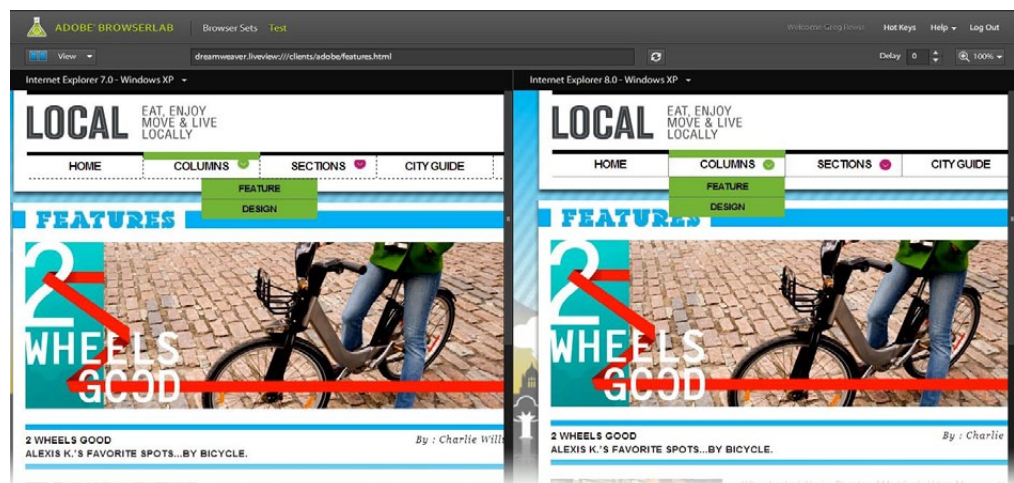 ADOBE® BROWSERLAB Browser Sets Test Welcome Greg Rewis Hot Keys Help Log Out
View dreamweaver.liveview:///clients/adobe/features.html Delay 0 100%
Internet Explorer 7.0 - Windows XP
LOCAL
EAT, ENJOY
MOVE & LIVE
LOCALLY
HOME COLUMNS SECTIONS CITY GUIDE
FEATURE
DESIGN
FEATURES
2
WHEELS
GOOD
2 WHEELS GOOD By : Charlie Will
ALEXIS K.'S FAVORITE SPOTS...BY BICYCLE.
Internet Explorer 8.0 - Windows XP
LOCAL
EAT, ENJOY
MOVE & LIVE
LOCALLY
HOME COLUMNS SECTIONS CITY GUIDE
FEATURE
DESIGN
FEATURES
2
WHEELS
GOOD
2 WHEELS GOOD By : Charlie
ALEXIS K.'S FAVORITE SPOTS...BY BICYCLE.